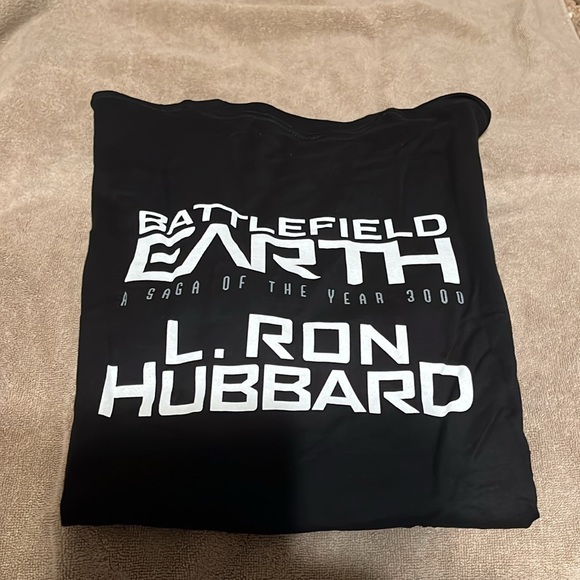 BATTLEFIELD
EARTH
A SAGA OF THE YEAR 3000
L. RON
HUBBARD